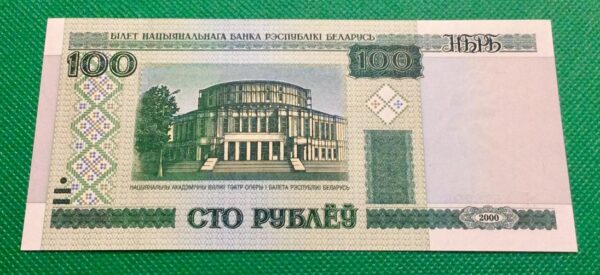 БІЛЕТ НАЦЫЯНАЛЬНАГА БАНКА РЭСПУБЛІКІ БЕЛАРУСЬ
НБРБ
100
100
НАЦЫЯНАЛЬНЫ АКАДЭМІЧНЫ ВЯЛІКІ ТЭАТР ОПЕРЫ І БАЛЕТА РЭСПУБЛІКІ БЕЛАРУСЬ
СТО РУБЛЁЎ
2000